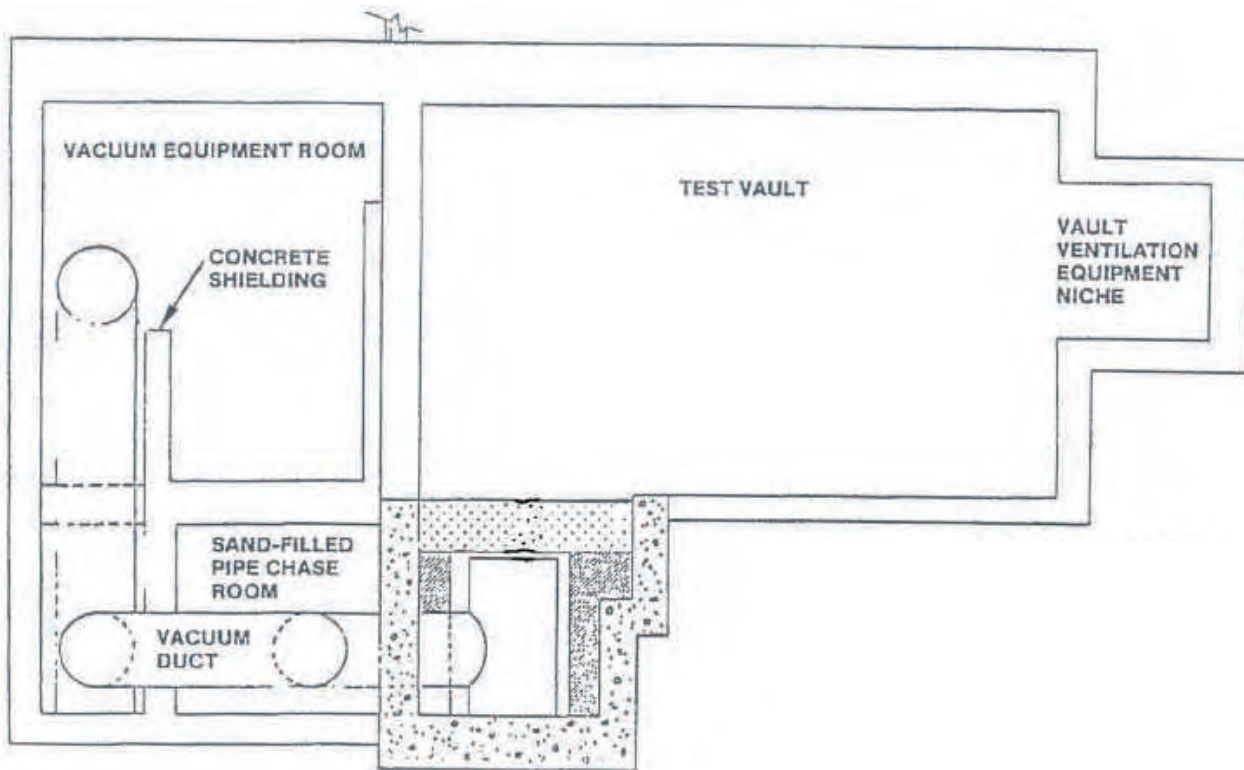 VACUUM EQUIPMENT ROOM
TEST VAULT
CONCRETE
SHIELDING
VAULT
VENTILATION
EQUIPMENT
NICHE
SAND-FILLED
PIPE CHASE
ROOM
VACUUM
DUCT